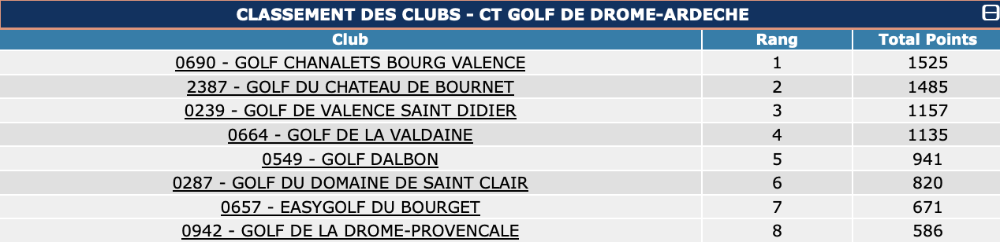 CLASSEMENT DES CLUBS - CT GOLF DE DROME-ARDECHE
Club Rang Total Points
0690 - GOLF CHANALETS BOURG VALENCE 1 1525
2387 - GOLF DU CHATEAU DE BOURNET 2 1485
0239 - GOLF DE VALENCE SAINT DIDIER 3 1157
0664 - GOLF DE LA VALDAINE 4 1135
0549 - GOLF DALBON 5 941
0287 - GOLF DU DOMAINE DE SAINT CLAIR 6 820
0657 - EASYGOLF DU BOURGET 7 671
0942 - GOLF DE LA DROME-PROVENCALE 8 586